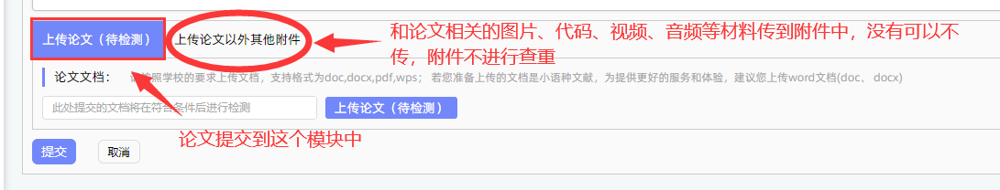 上传论文（待检测）
上传论文以外其他附件
和论文相关的图片、代码、视频、音频等材料传到附件中，没有可以不
传，附件不进行查重
论文文档：
按照学校的要求上传文档，支持格式为doc,docx,pdf,wps； 若您准备上传的文档是小语种文献，为提供更好的服务和体验，建议您上传word文档(doc、docx)
此处提交的文档将在符合条件后进行检测
上传论文（待检测）
论文提交到这个模块中
提交
取消